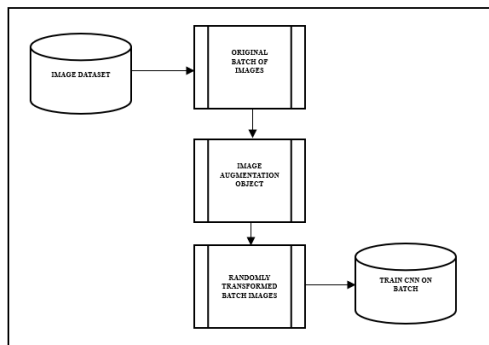 IMAGE DATASET
ORIGINAL
BATCH OF
IMAGES
IMAGE
AUGMENTATION
OBJECT
RANDOMLY
TRANSFORMED
BATCH IMAGES
TRAIN CNN ON
BATCH